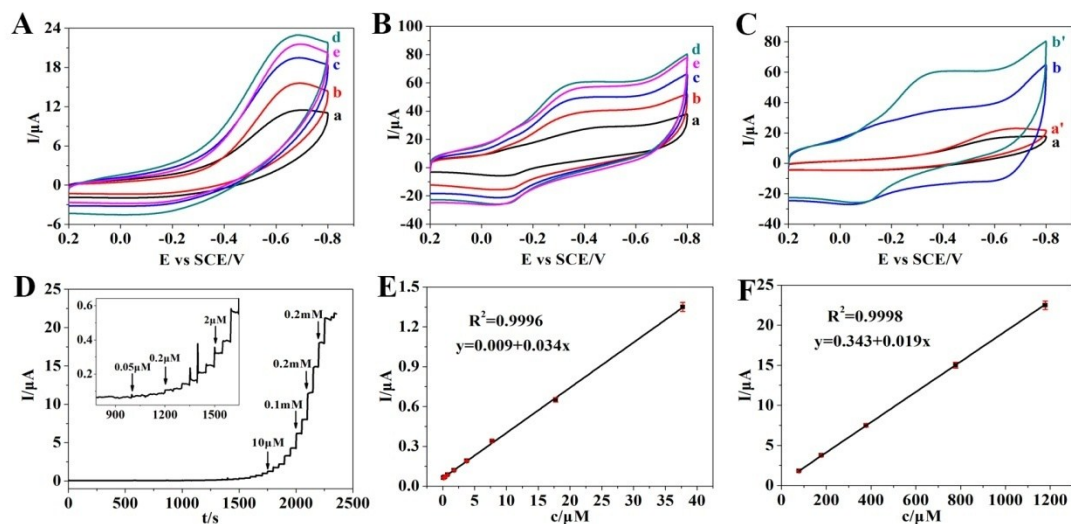 A
24
18
12
6
0
-6
I/μA
d
e
c
b
a
0.2 0.0 -0.2 -0.4 -0.6 -0.8
E vs SCE/V
B
100
80
60
40
20
0
-20
-40
I/μA
d
e
c
b
a
0.2 0.0 -0.2 -0.4 -0.6 -0.8
E vs SCE/V
C
100
80
60
40
20
0
-20
-40
I/μA
b'
b
a'
a
0.2 0.0 -0.2 -0.4 -0.6 -0.8
E vs SCE/V
D
25
20
15
10
5
0
I/μA
0.6
0.4
0.2
I/μA
0.05μM
0.2μM
2μM
900 1200 1500
0.2mM
0.2mM
0.1mM
10μM
0 500 1000 1500 2000 2500
t/s
E
1.5
1.2
0.9
0.6
0.3
0.0
I/μA
R²=0.9996
y=0.009+0.034x
0 5 10 15 20 25 30 35 40
c/μM
F
25
20
15
10
5
0
I/μA
R²=0.9998
y=0.343+0.019x
0 200 400 600 800 1000 1200
c/μM